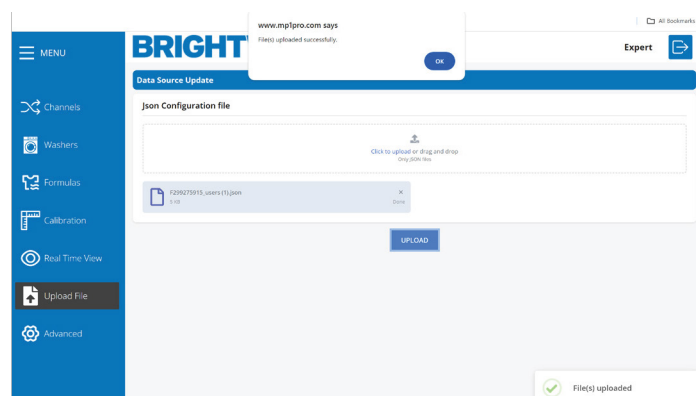 www.mp1pro.com says
File(s) uploaded successfully.
OK
All Bookmarks
MENU
BRIGHT
Expert
Data Source Update
Json Configuration file
Channels
Washers
Formulas
Calibration
Real Time View
Upload File
Advanced
Click to upload or drag and drop
Only JSON files
F299275915_users (1).json
5 KB
Done
UPLOAD
File(s) uploaded